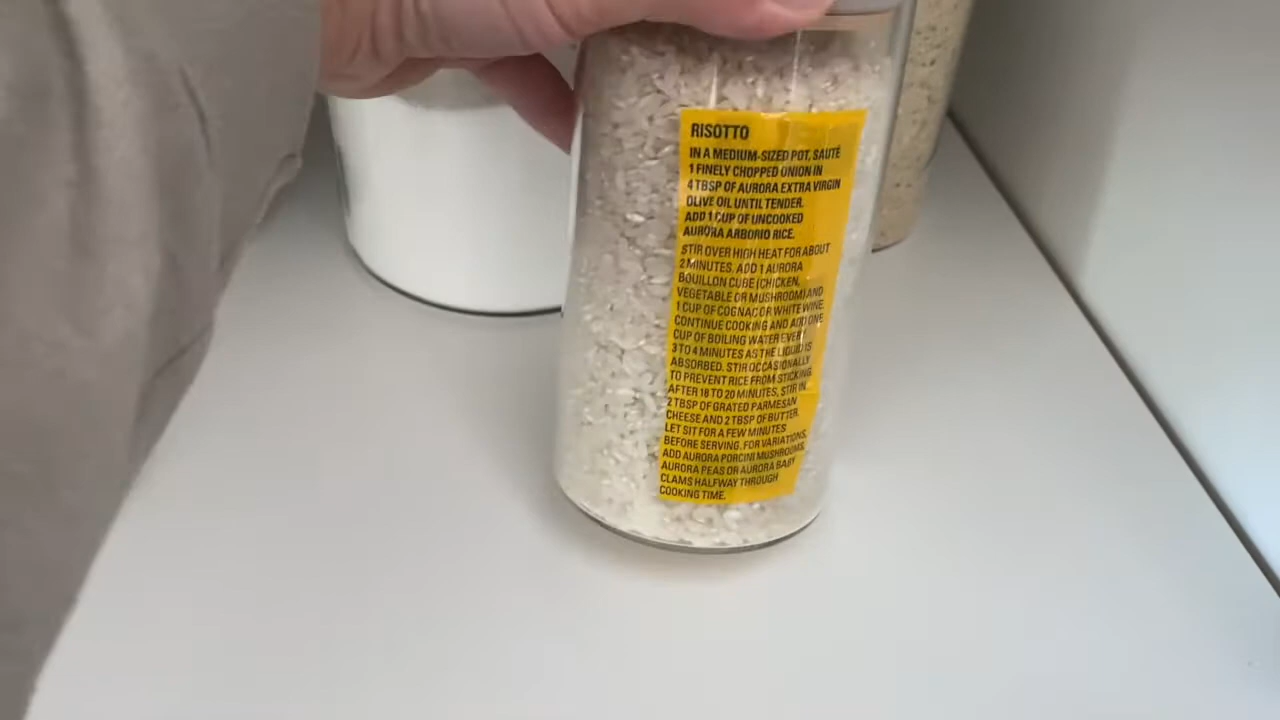 RISOTTO
IN A MEDIUM-SIZED POT, SAUTÉ
1 FINELY CHOPPED ONION IN
4 TBSP OF AURORA EXTRA VIRGIN
OLIVE OIL UNTIL TENDER.
ADD 1 CUP OF UNCOOKED
AURORA ARBORIO RICE.
STIR OVER HIGH HEAT FOR ABOUT
2 MINUTES. ADD 1 AURORA
BOUILLON CUBE (CHICKEN,
VEGETABLE OR MUSHROOM) AND
1 CUP OF COGNAC OR WHITE WINE.
CONTINUE COOKING AND ADD ONE
CUP OF BOILING WATER EVERY
3 TO 4 MINUTES AS THE LIQUID IS
ABSORBED. STIR OCCASIONALLY
TO PREVENT RICE FROM STICKING.
AFTER 18 TO 20 MINUTES, STIR IN
2 TBSP OF GRATED PARMESAN
CHEESE AND 2 TBSP OF BUTTER.
LET SIT FOR A FEW MINUTES
BEFORE SERVING. FOR VARIATIONS,
ADD AURORA PORCINI MUSHROOMS,
AURORA PEAS OR AURORA BABY
CLAMS HALFWAY THROUGH
COOKING TIME.